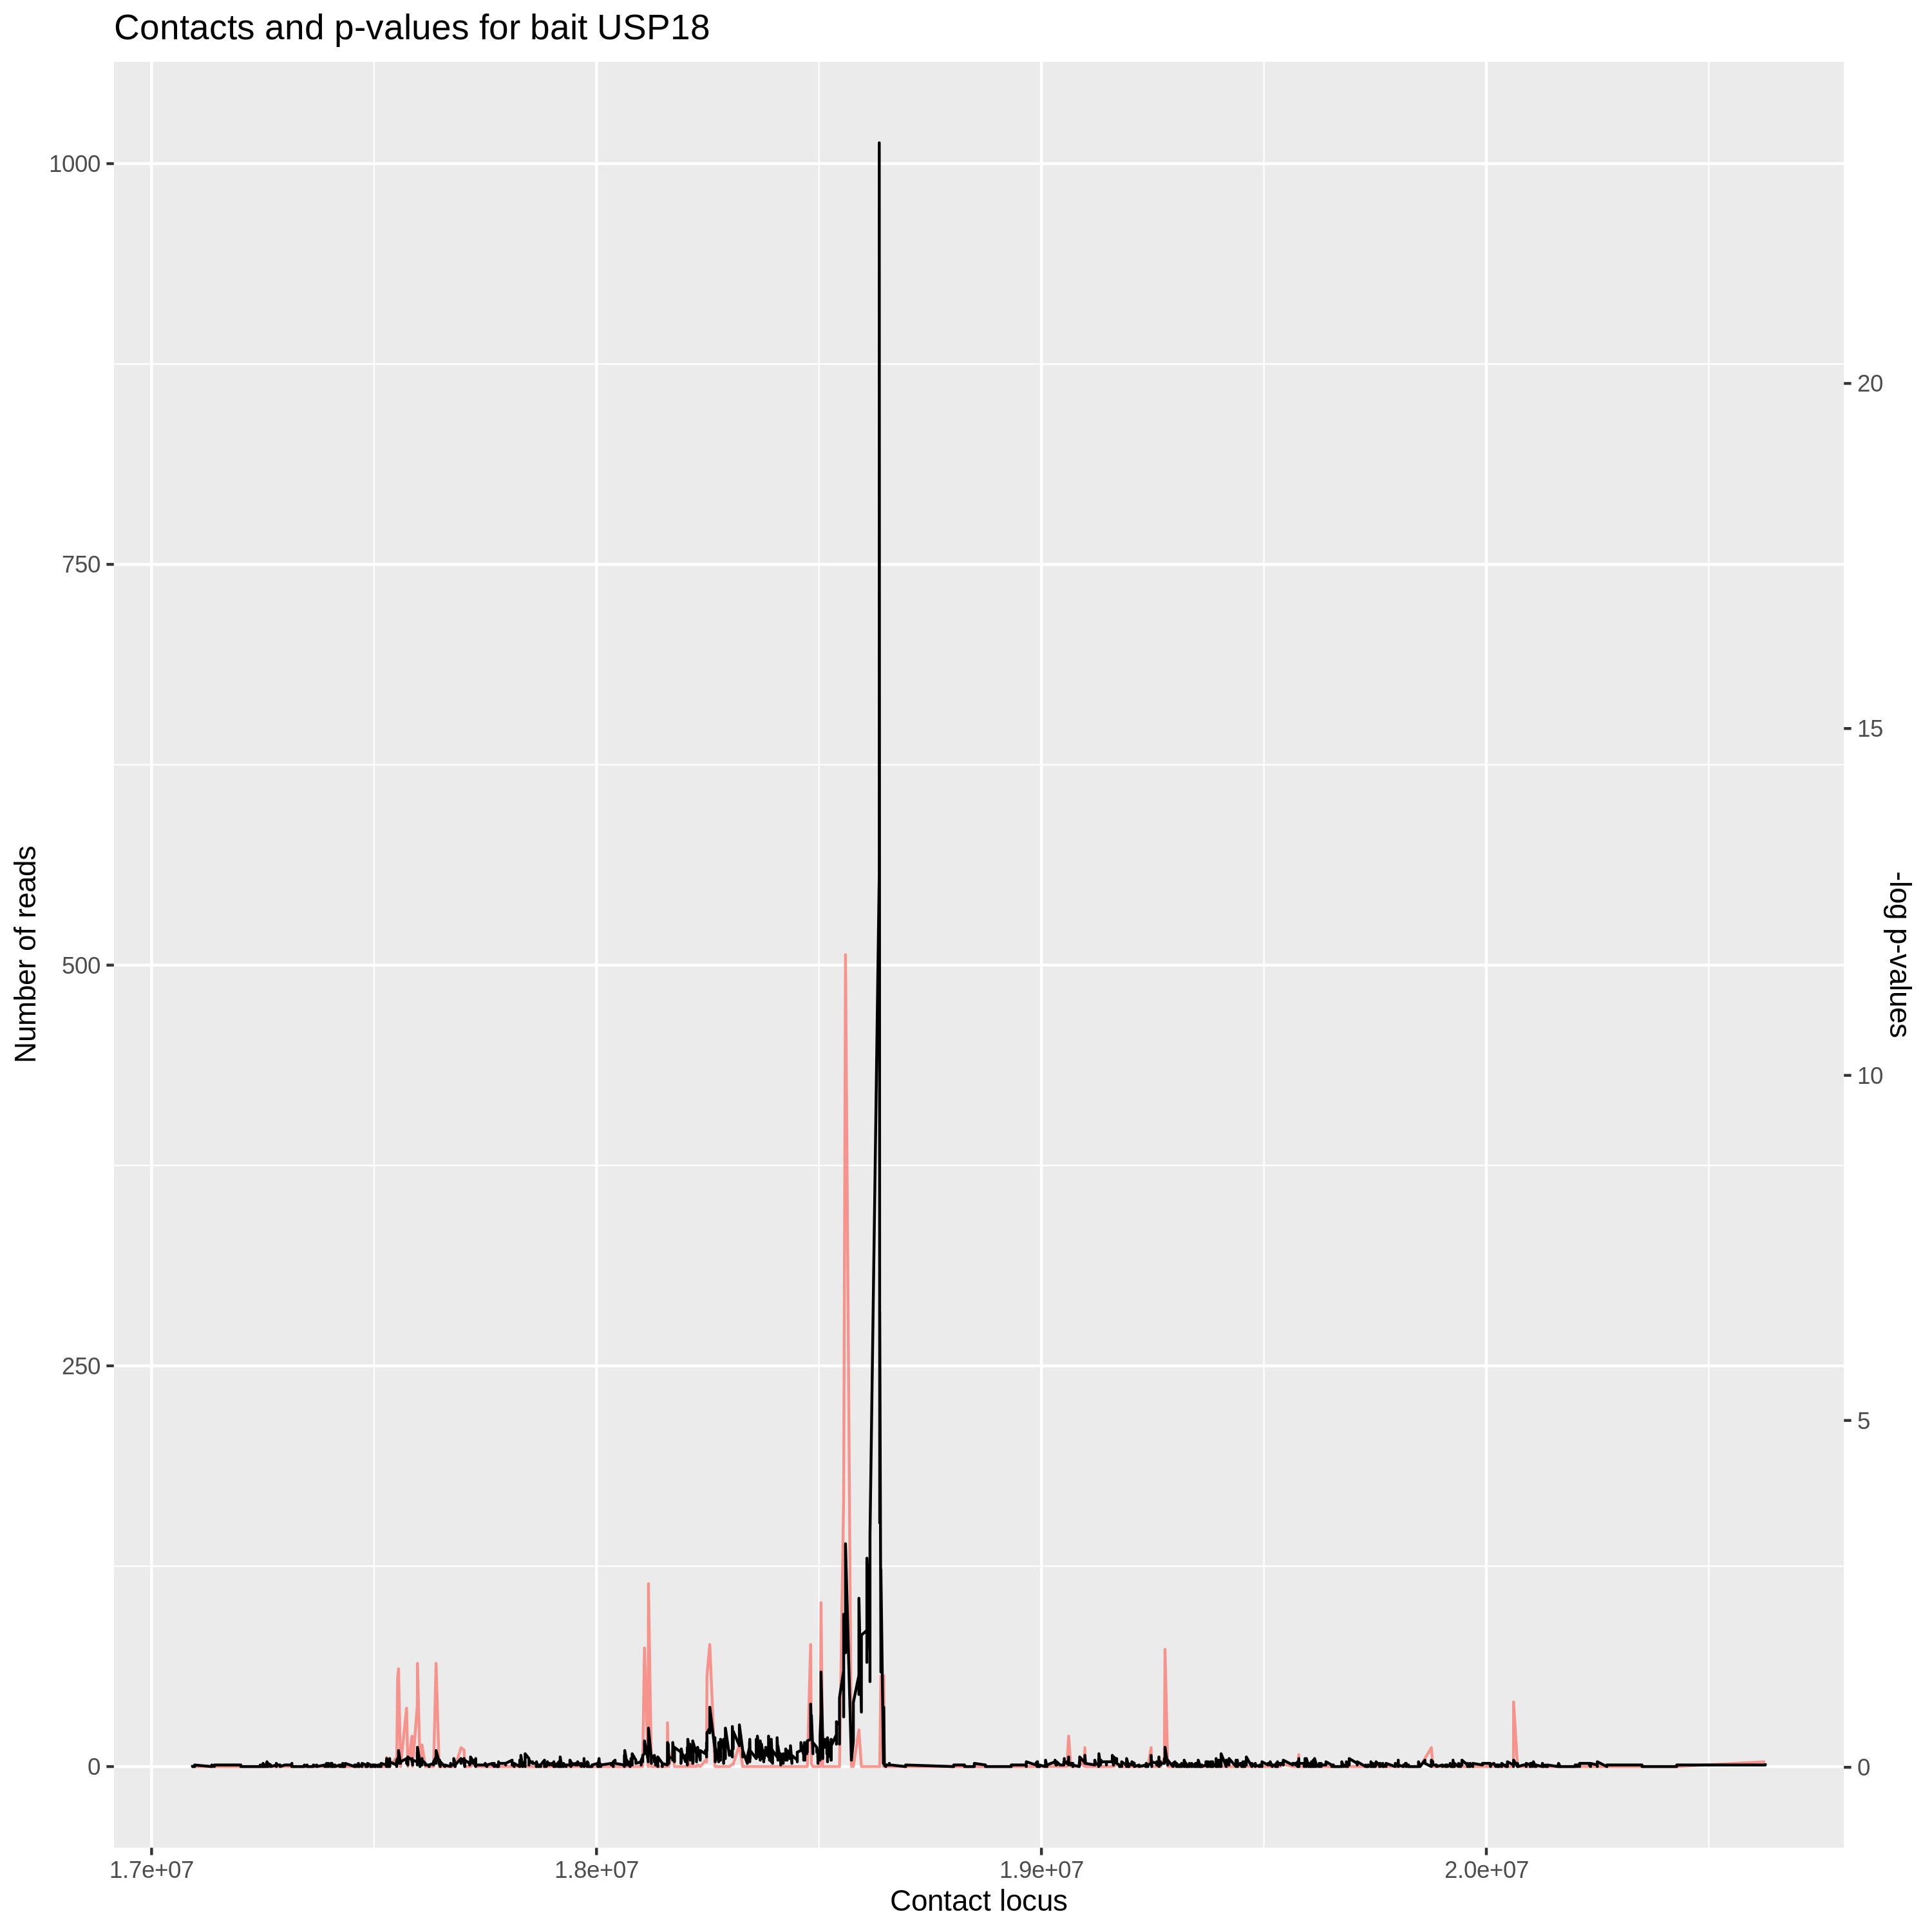 Contacts and p-values for bait USP18
1000
750
500
250
0
Number of reads
20
15
10
5
0
-log p-values
1.7e+07
1.8e+07
1.9e+07
2.0e+07
Contact locus